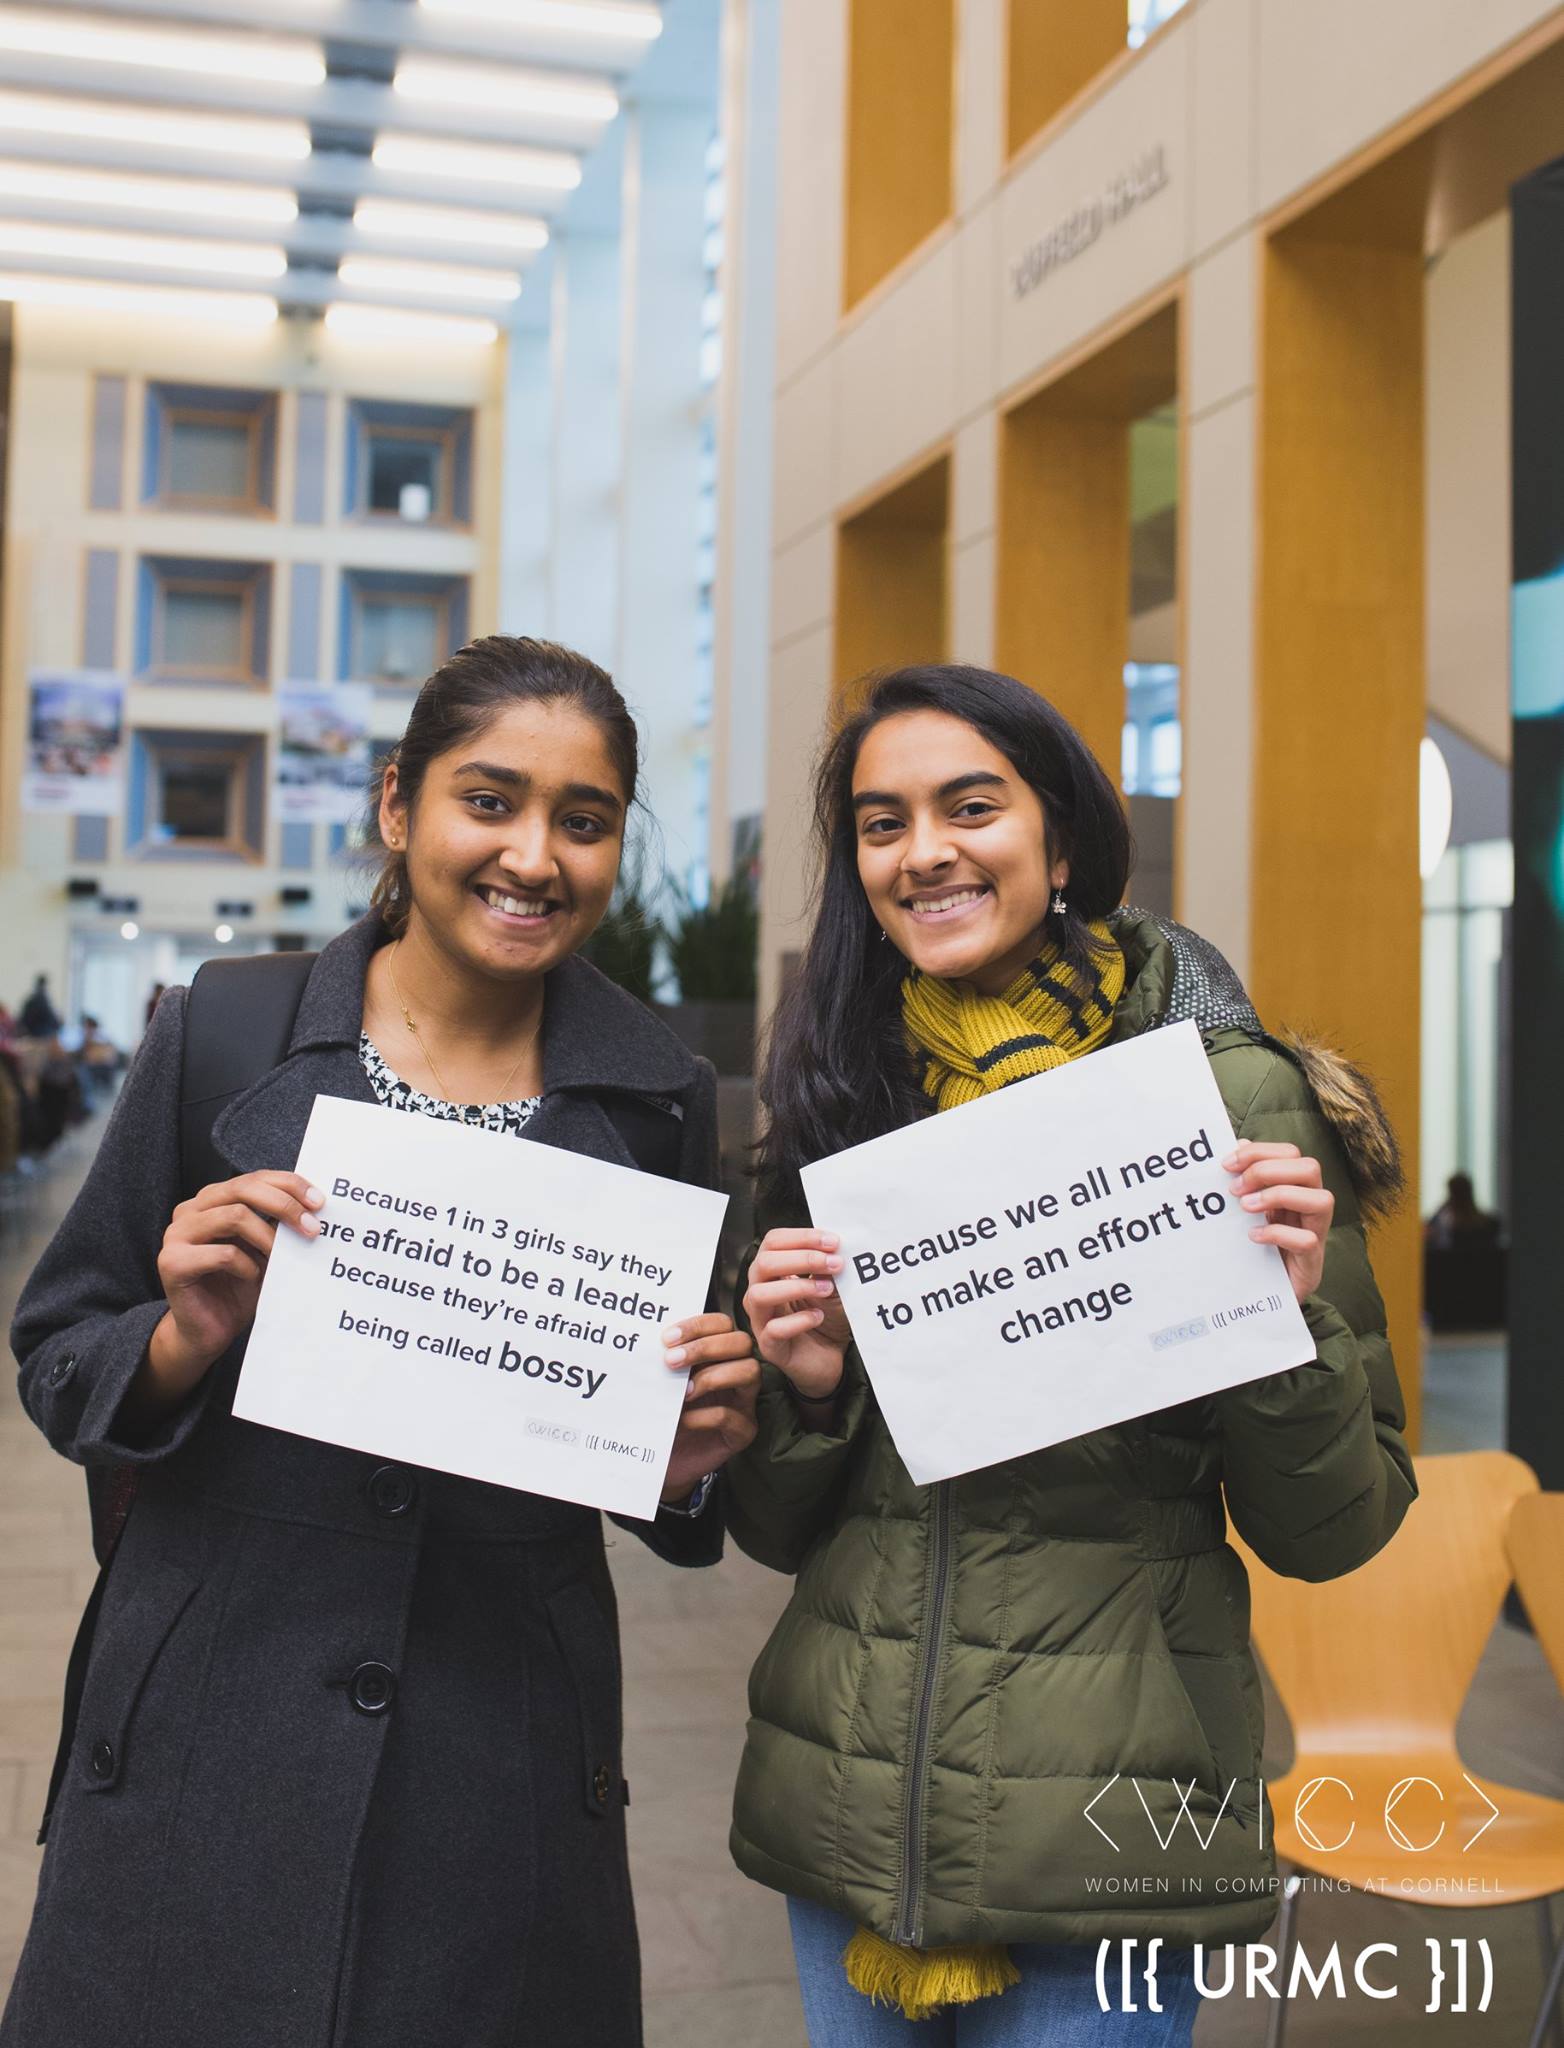 DUFFIELD HALL
Because 1 in 3 girls say they
are afraid to be a leader
because they're afraid of
being called bossy
<WICC> ([{ URMC }])
Because we all need
to make an effort to
change
<WICC> ([{ URMC }])
<WICC>
WOMEN IN COMPUTING AT CORNELL
([{ URMC }])